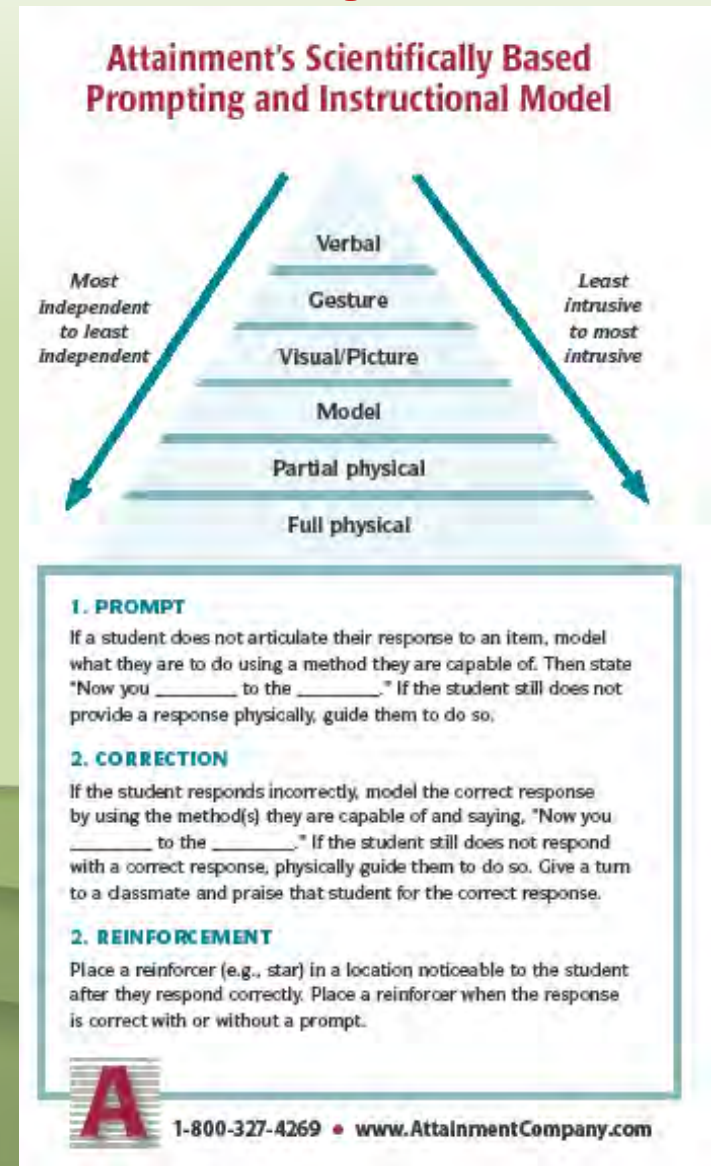 Attainment's Scientifically Based
Prompting and Instructional Model
Verbal
Gesture
Visual/Picture
Model
Partial physical
Full physical
Most
independent
to least
independent
Least
intrusive
to most
intrusive
1. PROMPT
If a student does not articulate their response to an item, model
what they are to do using a method they are capable of. Then state
"Now you ________ to the ________." If the student still does not
provide a response physically, guide them to do so.
2. CORRECTION
If the student responds incorrectly, model the correct response
by using the method(s) they are capable of and saying, "Now you
________ to the ________." If the student still does not respond
with a correct response, physically guide them to do so. Give a turn
to a classmate and praise that student for the correct response.
2. REINFORCEMENT
Place a reinforcer (e.g., star) in a location noticeable to the student
after they respond correctly. Place a reinforcer when the response
is correct with or without a prompt.
A
1-800-327-4269 • www.AttainmentCompany.com